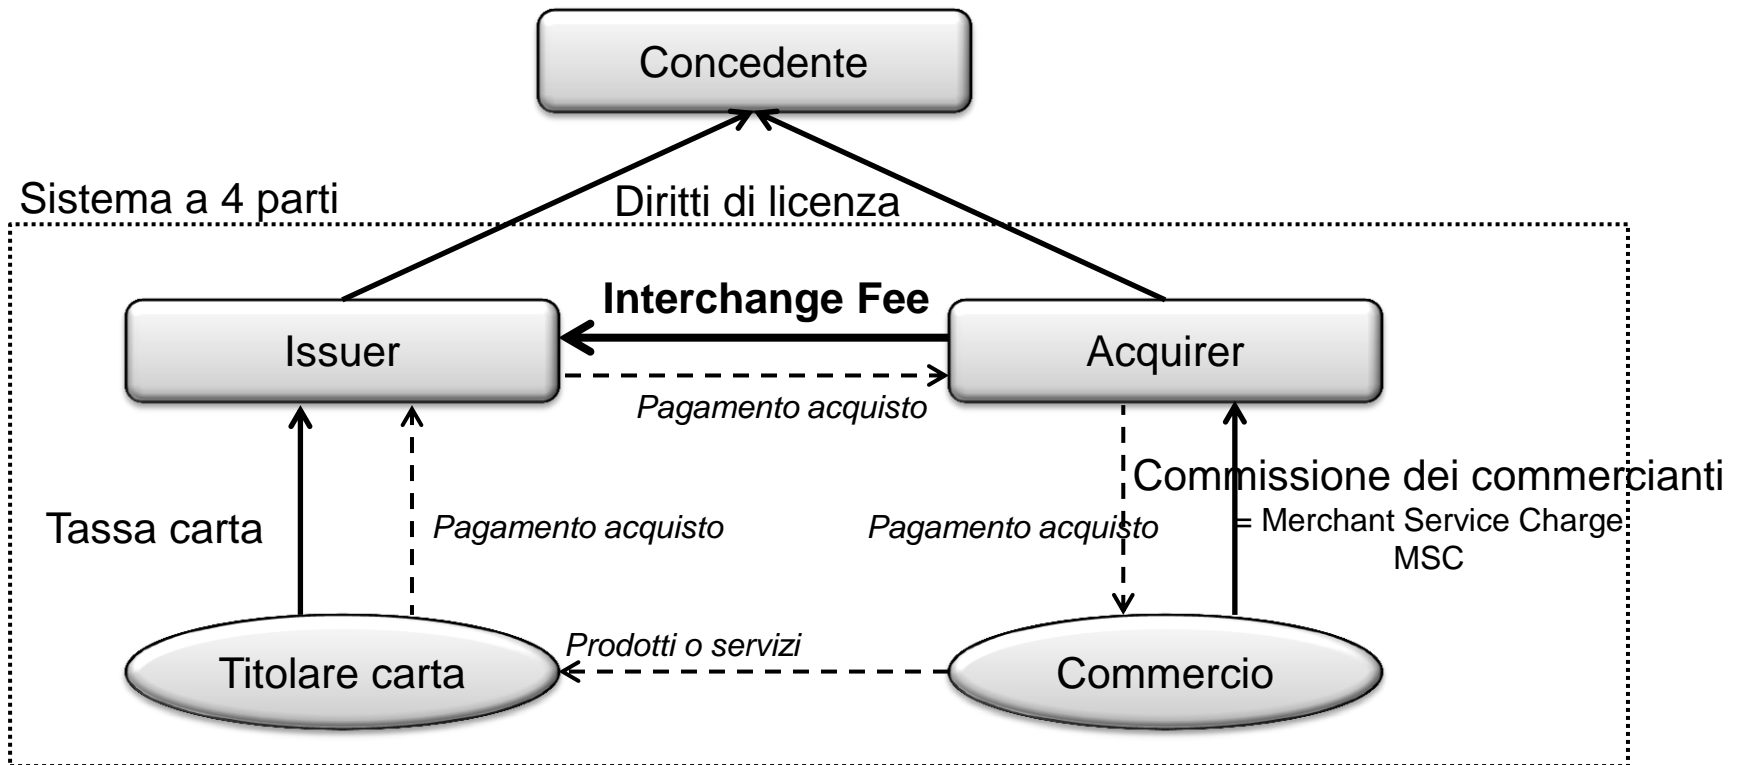 Concedente
Sistema a 4 parti
Diritti di licenza
Interchange Fee
Issuer
Acquirer
Pagamento acquisto
Commissione dei commercianti
= Merchant Service Charge
MSC
Tassa carta
Pagamento acquisto
Pagamento acquisto
Prodotti o servizi
Titolare carta
Commercio